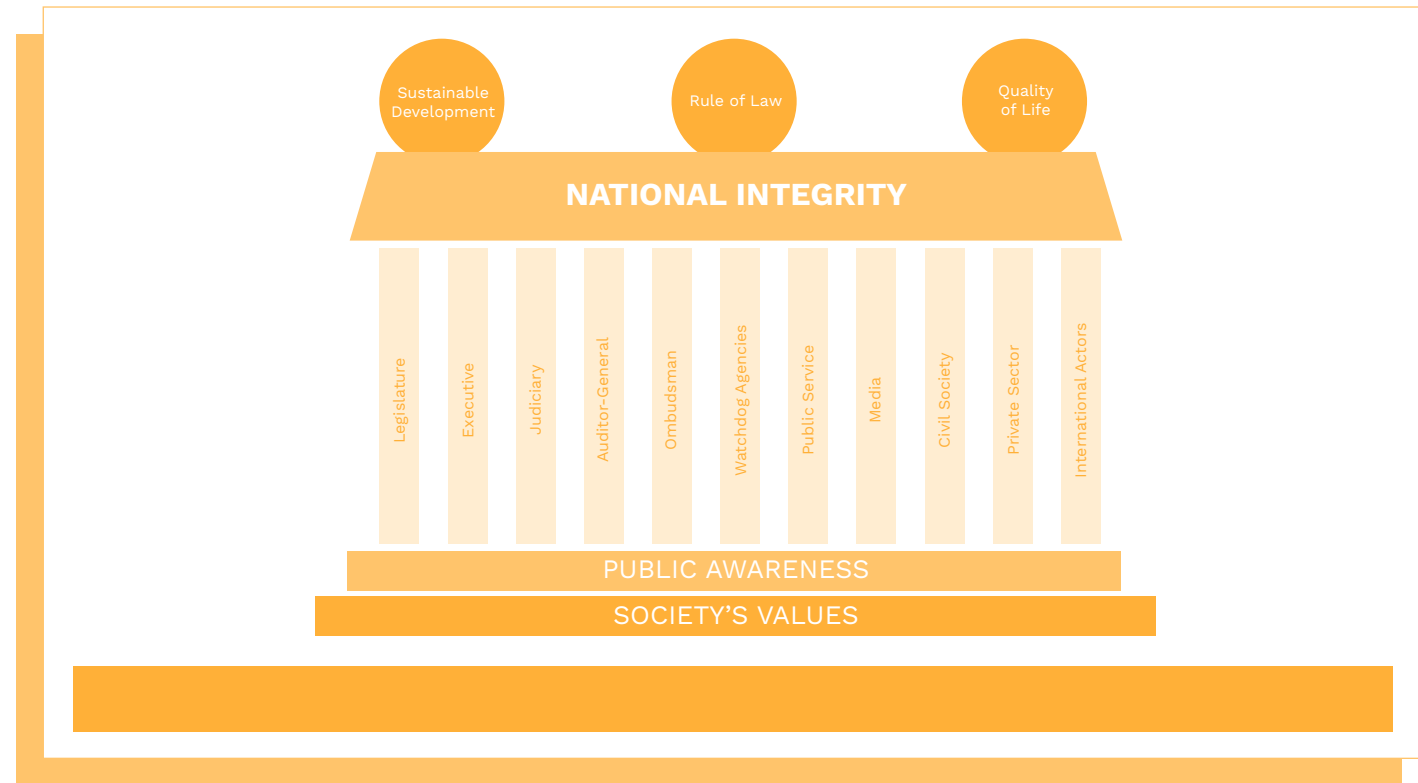 Sustainable
Development
Rule of Law
Quality
of Life
NATIONAL INTEGRITY
Legislature
Executive
Judiciary
Auditor-General
Ombudsman
Watchdog Agencies
Public Service
Media
Civil Society
Private Sector
International Actors
PUBLIC AWARENESS
SOCIETY’S VALUES